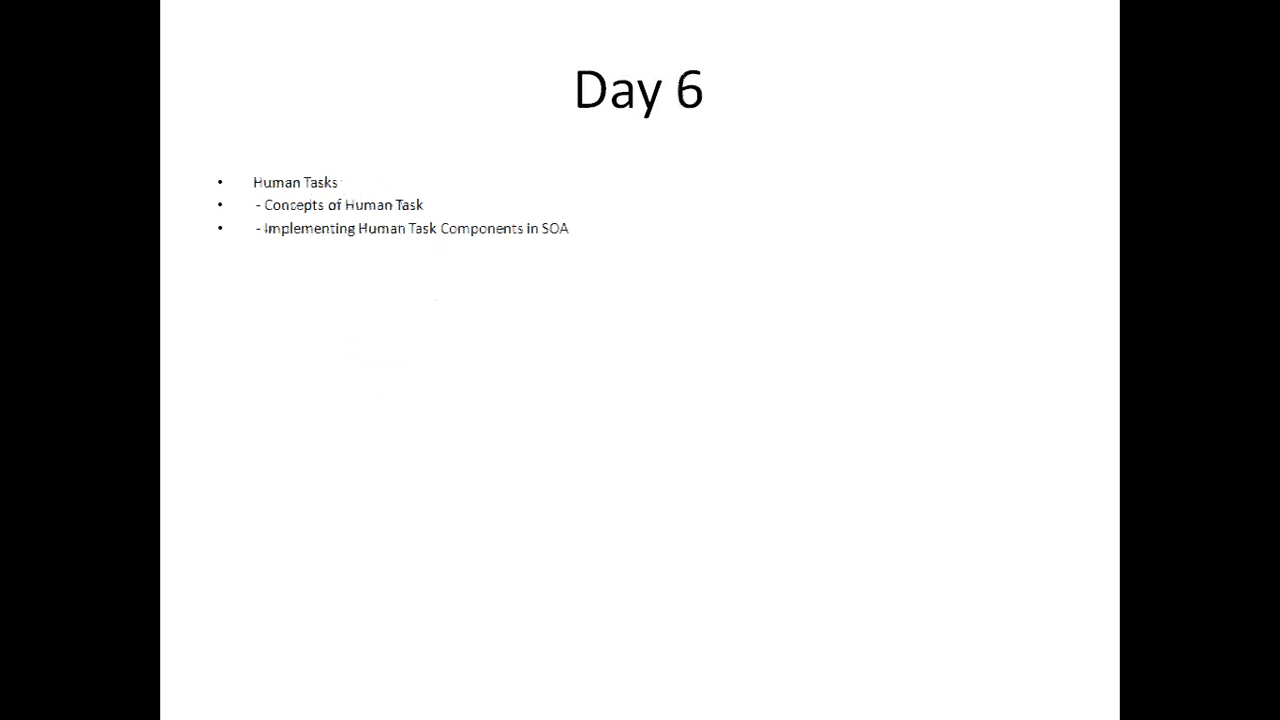 Day 6
• Human Tasks
• - Concepts of Human Task
• - Implementing Human Task Components in SOA